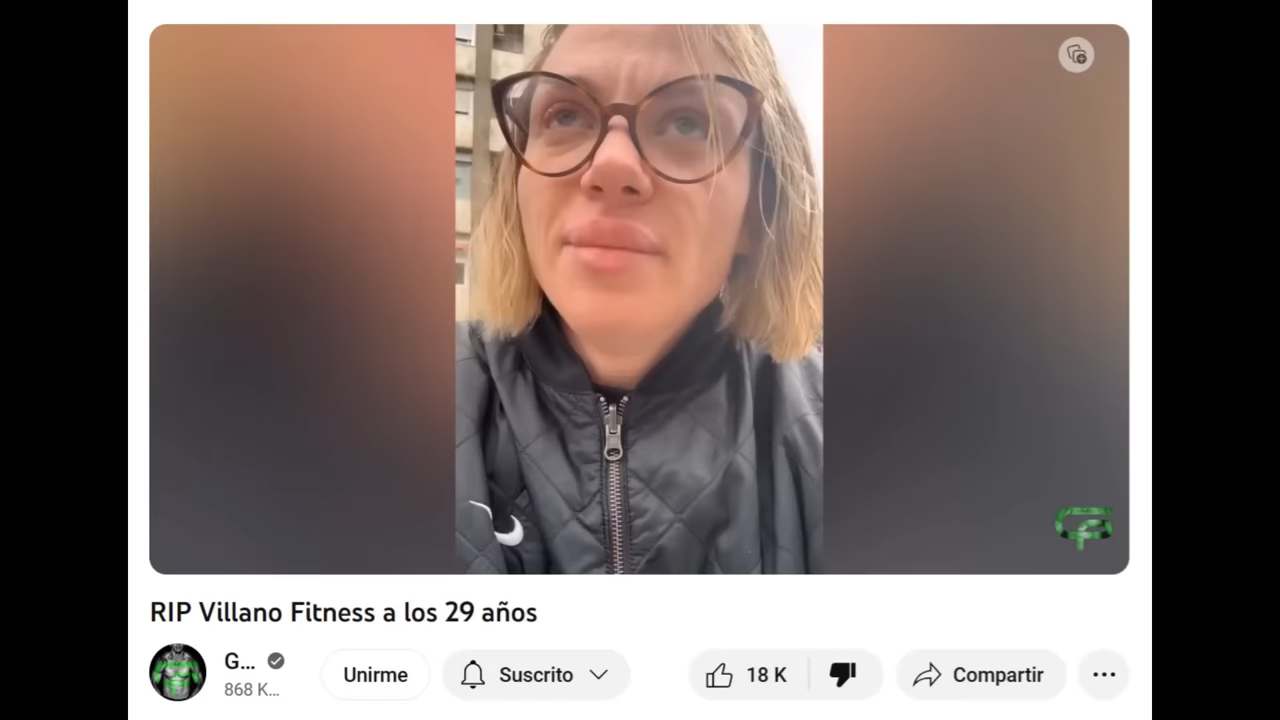 RIP Villano Fitness a los 29 años
G...
868 K...
Unirme
Suscrito
18 K
Compartir